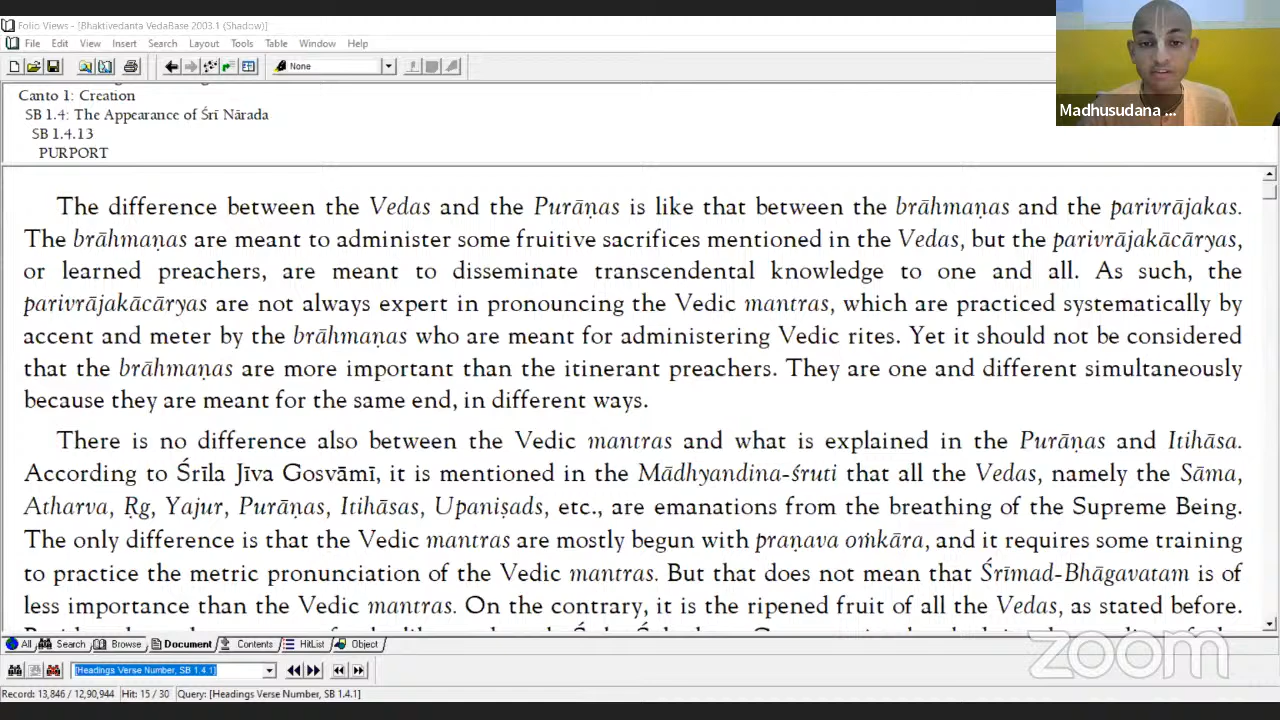 Folio Views - [Bhaktivedanta VedaBase 2003.1 (Shadow)]
File Edit View Insert Search Layout Tools Table Window Help
None
Canto 1: Creation
SB 1.4: The Appearance of Śrī Nārada
SB 1.4.13
PURPORT
Madhusudana ...
The difference between the Vedas and the Purāṇas is like that between the brāhmaṇas and the parivrājakas.
The brāhmaṇas are meant to administer some fruitive sacrifices mentioned in the Vedas, but the parivrājakācāryas,
or learned preachers, are meant to disseminate transcendental knowledge to one and all. As such, the
parivrājakācāryas are not always expert in pronouncing the Vedic mantras, which are practiced systematically by
accent and meter by the brāhmaṇas who are meant for administering Vedic rites. Yet it should not be considered
that the brāhmaṇas are more important than the itinerant preachers. They are one and different simultaneously
because they are meant for the same end, in different ways.
There is no difference also between the Vedic mantras and what is explained in the Purāṇas and Itihāsa.
According to Śrīla Jīva Gosvāmī, it is mentioned in the Mādhyandina-śruti that all the Vedas, namely the Sāma,
Atharva, Ṛg, Yajur, Purāṇas, Itihāsas, Upaniṣads, etc., are emanations from the breathing of the Supreme Being.
The only difference is that the Vedic mantras are mostly begun with praṇava oṁkāra, and it requires some training
to practice the metric pronunciation of the Vedic mantras. But that does not mean that Śrīmad-Bhāgavatam is of
less importance than the Vedic mantras. On the contrary, it is the ripened fruit of all the Vedas, as stated before.
All Search Browse Document Contents HitList Object
zoom
[Headings Verse Number, SB 1.4.1]
Record: 13,846 / 12,90,944 Hit: 15 / 30 Query: [Headings Verse Number, SB 1.4.1]